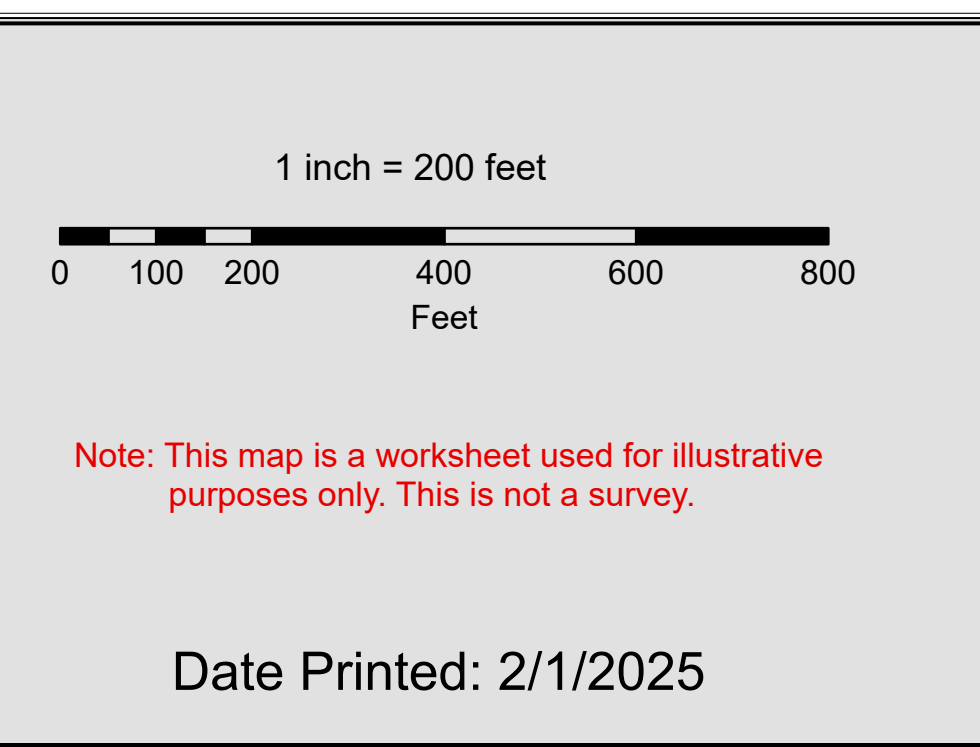 1 inch = 200 feet
0 100 200 400 600 800
Feet
Note: This map is a worksheet used for illustrative
purposes only. This is not a survey.
Date Printed: 2/1/2025